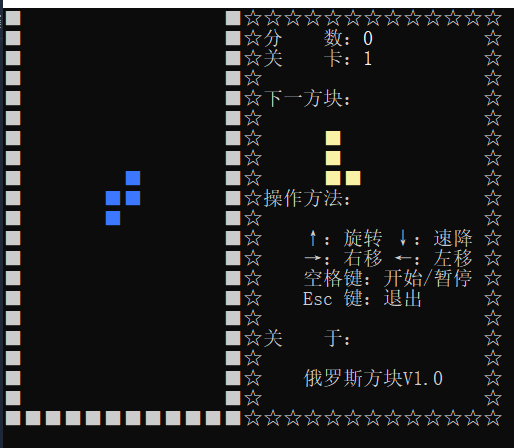 分 数: 0
关 卡: 1
下一方块:
操作方法:
↑: 旋转 ↓: 速降
→: 右移 ←: 左移
空格键: 开始/暂停
Esc 键: 退出
关 于:
俄罗斯方块V1.0